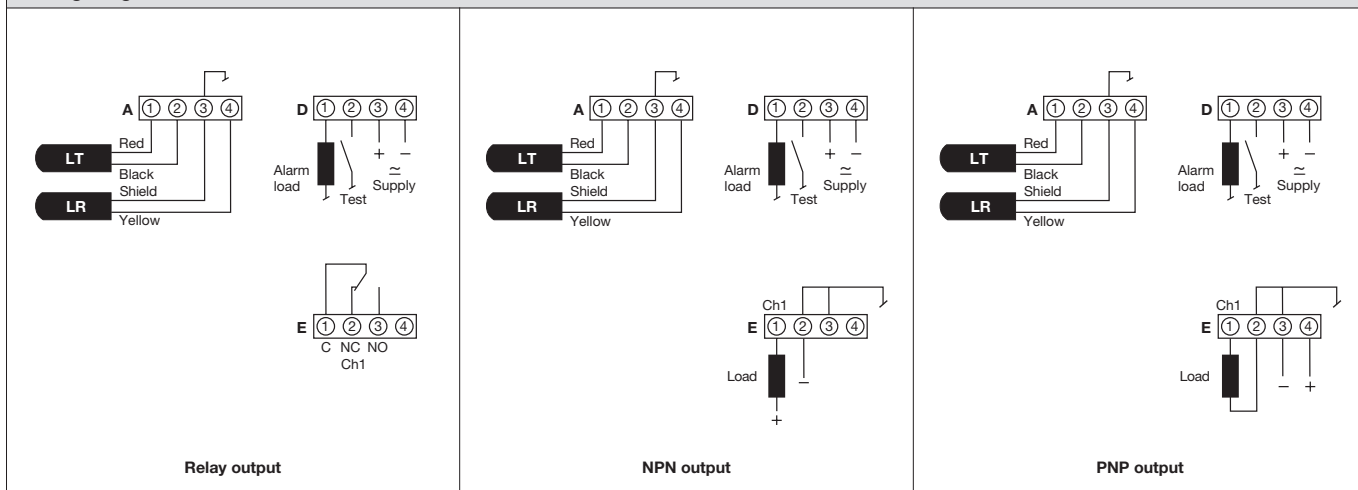 A 1 2 3 4
D 1 2 3 4
LT
Red
Black
LR
Shield
Yellow
Alarm
load
Test
+ −
≃
Supply
E 1 2 3 4
C NC NO
Ch1
Relay output
A 1 2 3 4
D 1 2 3 4
LT
Red
Black
LR
Shield
Yellow
Alarm
load
Test
+ −
≃
Supply
Ch1
E 1 2 3 4
Load
−
+
NPN output
A 1 2 3 4
D 1 2 3 4
LT
Red
Black
LR
Shield
Yellow
Alarm
load
Test
+ −
≃
Supply
Ch1
E 1 2 3 4
Load
− +
PNP output